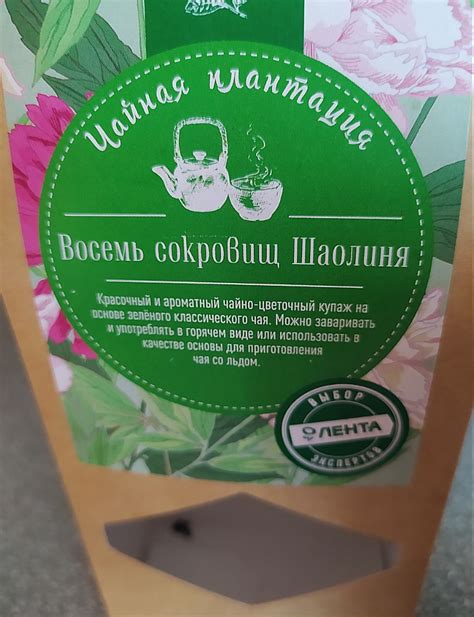 Чайная плантация
Восемь сокровищ Шаолиня
Красочный и ароматный чайно-цветочный купаж на
основе зелёного классического чая. Можно заваривать
и употреблять в горячем виде или использовать в
качестве основы для приготовления
чая со льдом.
ВЫБОР
ЛЕНТА
ЭКСПЕРТОВ